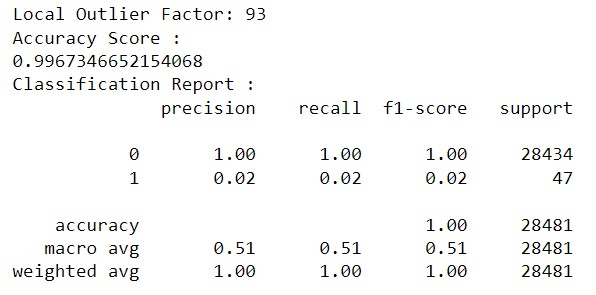 Local Outlier Factor: 93
Accuracy Score :
0.9967346652154068
Classification Report :
precision recall f1-score support
0 1.00 1.00 1.00 28434
1 0.02 0.02 0.02 47
accuracy 1.00 28481
macro avg 0.51 0.51 0.51 28481
weighted avg 1.00 1.00 1.00 28481